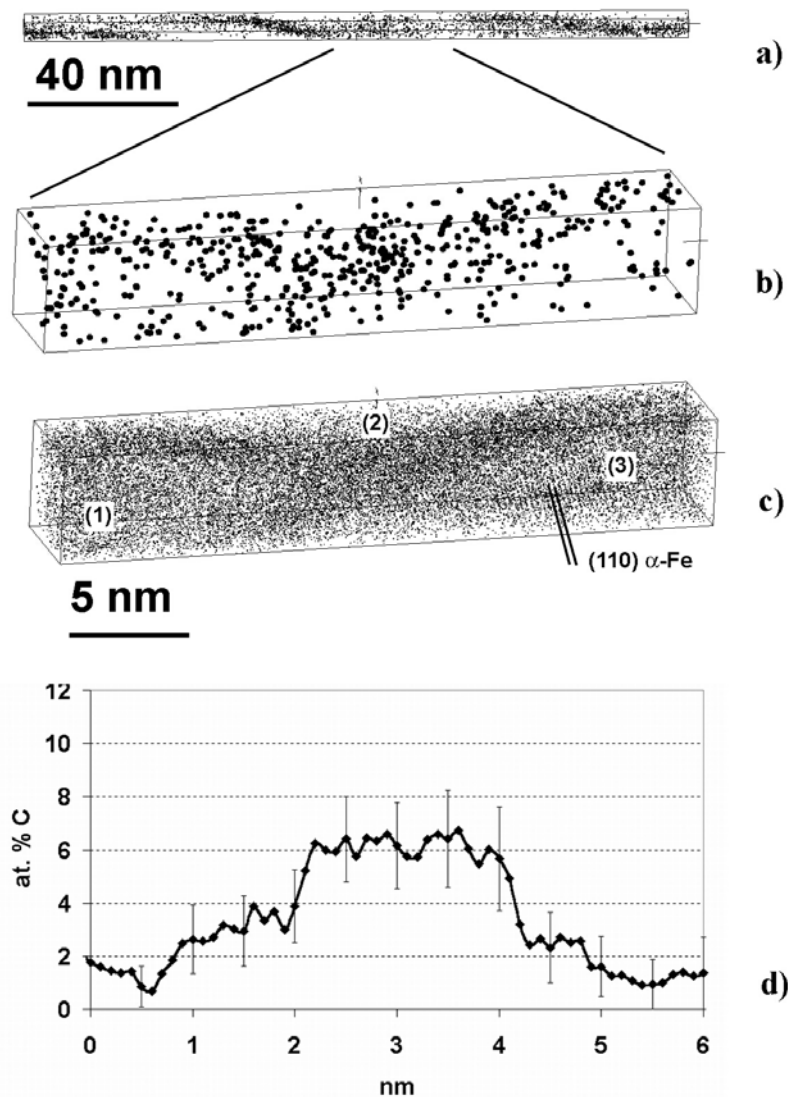 a)
40 nm
b)
(2)
(3)
(1)
c)
(110) α-Fe
5 nm
12
10
8
6
4
2
0
at. % C
d)
0 1 2 3 4 5 6
nm